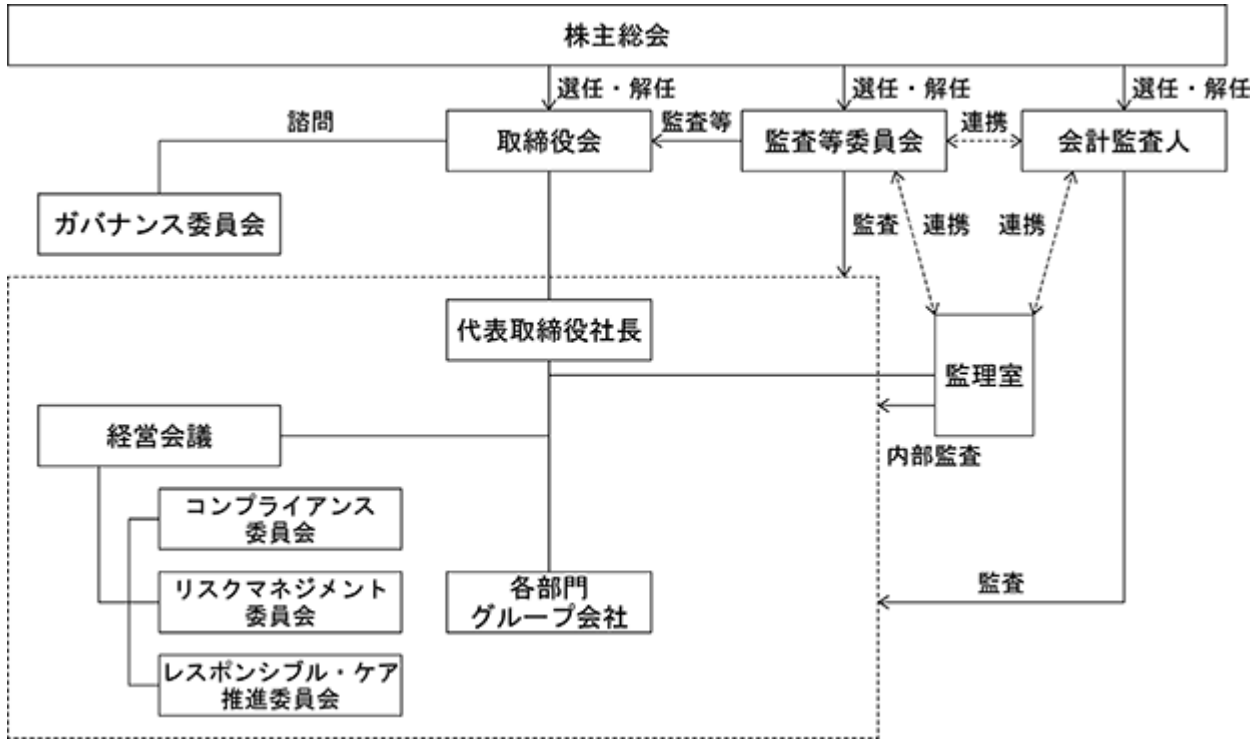 株主総会
選任・解任
選任・解任
選任・解任
諮問
取締役会
監査等
監査等委員会
連携
会計監査人
ガバナンス委員会
監査
連携
連携
代表取締役社長
監理室
経営会議
内部監査
コンプライアンス
委員会
リスクマネジメント
委員会
各部門
グループ会社
監査
レスポンシブル・ケア
推進委員会